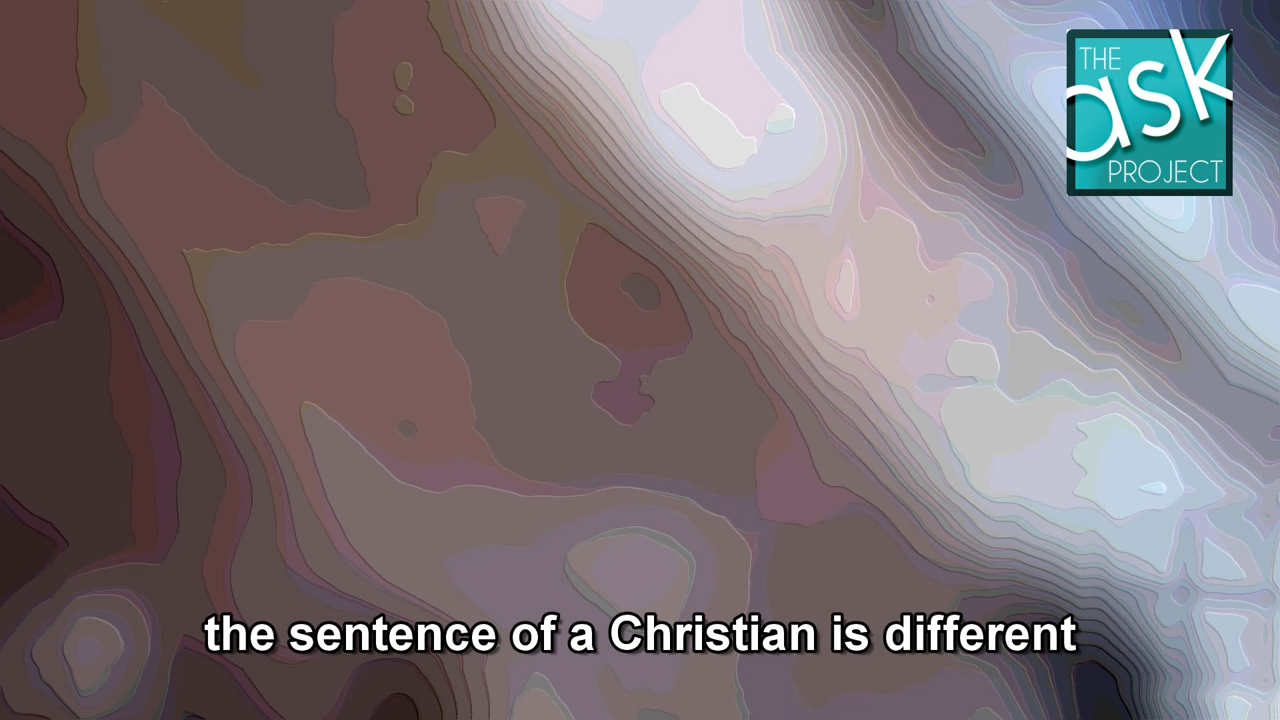 THE
ask
PROJECT
the sentence of a Christian is different